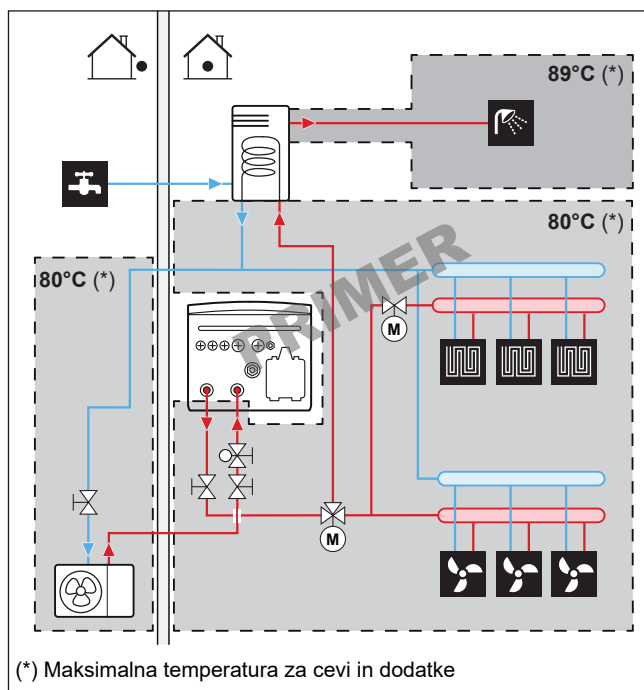 89°C (*)
80°C (*)
80°C (*)
PRIMER
M
M
(*) Maksimalna temperatura za cevi in dodatke